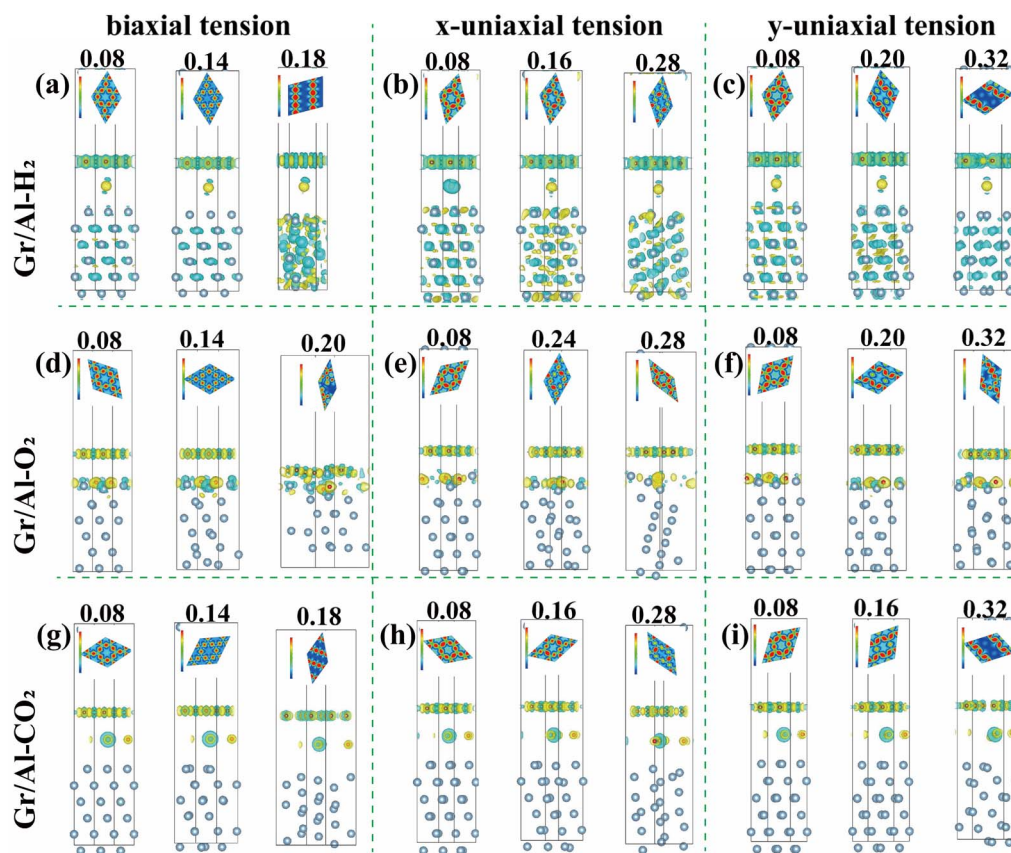 biaxial tension x-uniaxial tension y-uniaxial tension
Gr/Al-H₂
(a) 0.08 0.14 0.18
(b) 0.08 0.16 0.28
(c) 0.08 0.20 0.32
Gr/Al-O₂
(d) 0.08 0.14 0.20
(e) 0.08 0.24 0.28
(f) 0.08 0.20 0.32
Gr/Al-CO₂
(g) 0.08 0.14 0.18
(h) 0.08 0.16 0.28
(i) 0.08 0.16 0.32